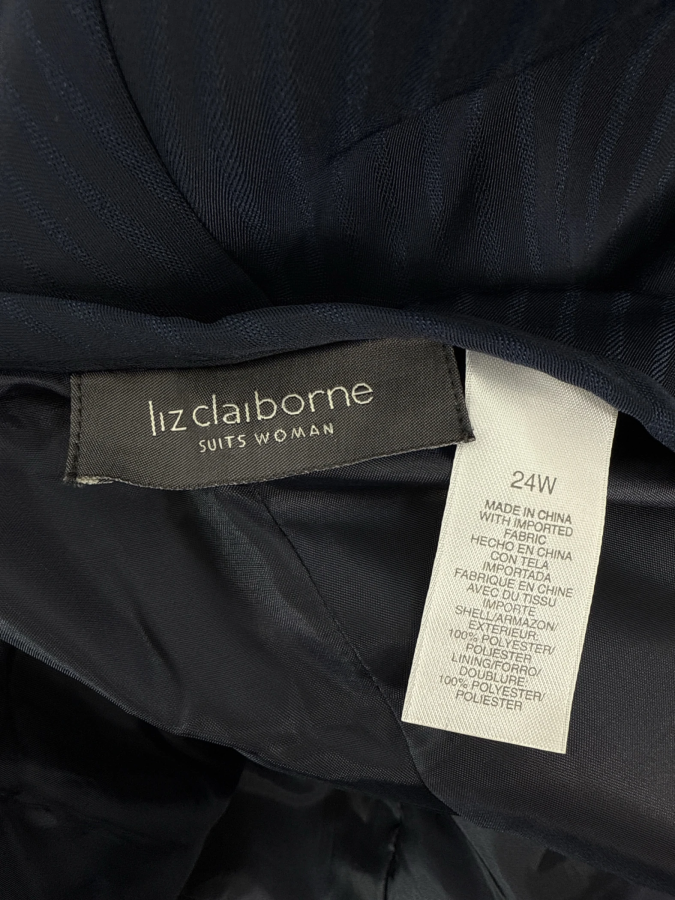 liz claiborne
SUITS WOMAN
24W
MADE IN CHINA
WITH IMPORTED
FABRIC
HECHO EN CHINA
CON TELA
IMPORTADA
FABRIQUE EN CHINE
AVEC DU TISSU
IMPORTE
SHELL/ARMAZON/
EXTERIEUR:
100% POLYESTER/
POLIESTER
LINING/FORRO/
DOUBLURE:
100% POLYESTER/
POLIESTER